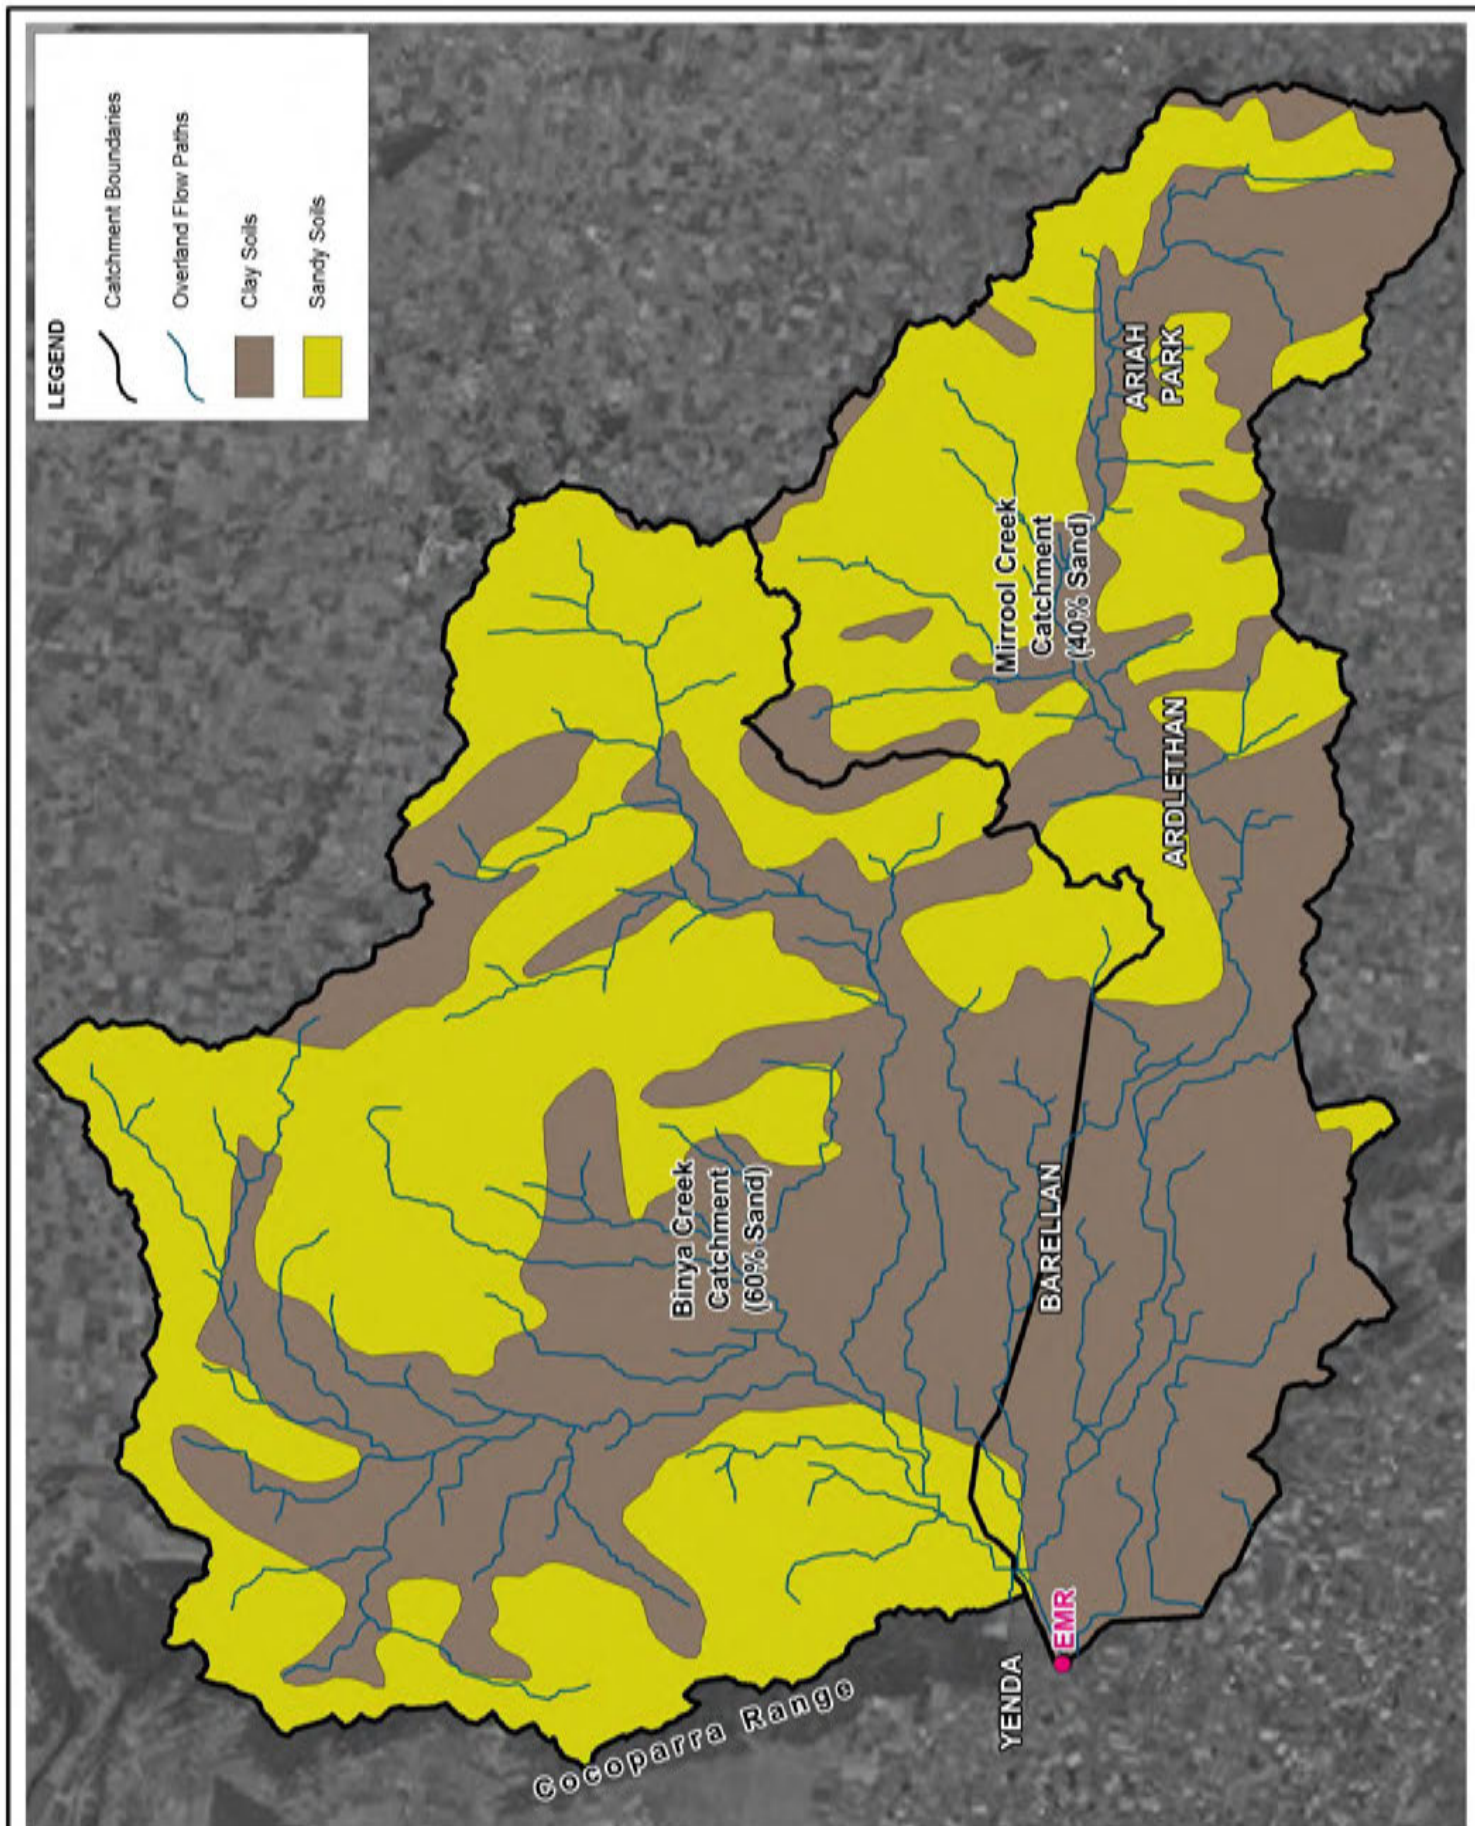 LEGEND
Catchment Boundaries
Overland Flow Paths
Clay Soils
Sandy Soils
Cocoparra Range
Binya Creek
Catchment
(60% Sand)
Mirrool Creek
Catchment
(40% Sand)
YENDA
EMR
BARELLAN
ARDLETHAN
ARIAH
PARK